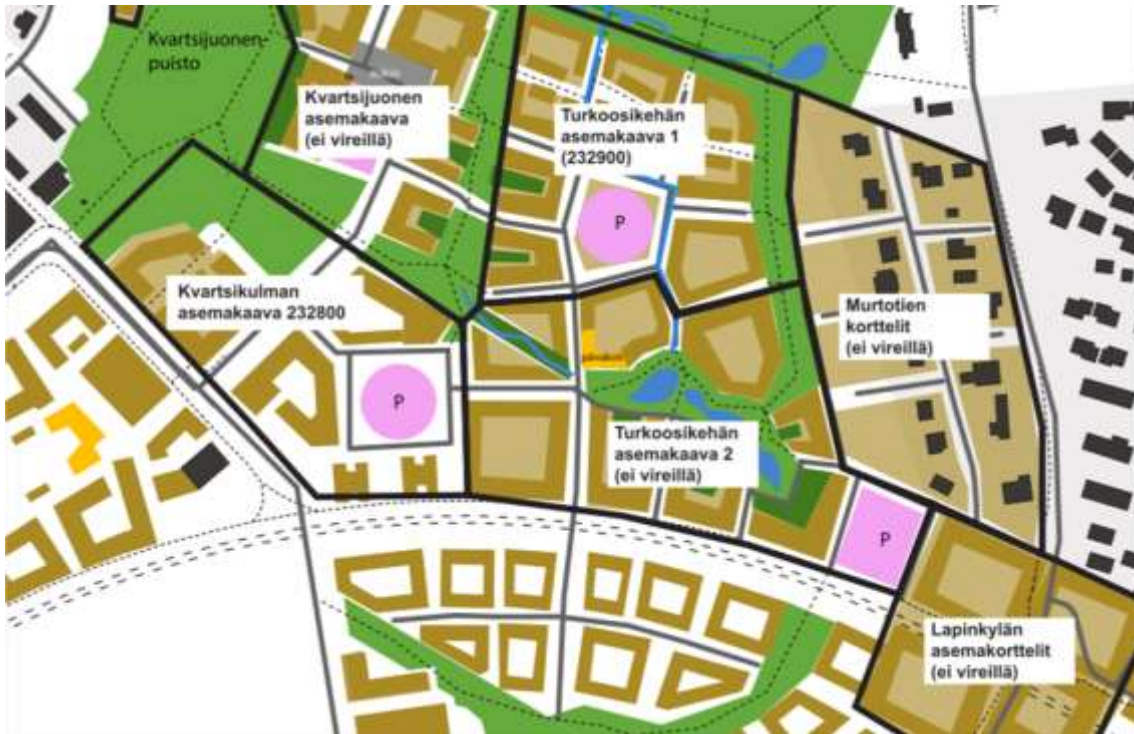 Kvartsijuonen-
puisto
Kvartsijuonen
asemakaava
(ei vireillä)
Turkoosikehän
asemakaava 1
(232900)
P
Kvartsikulman
asemakaava 232800
Murtotien
korttelit
(ei vireillä)
P
Turkoosikehän
asemakaava 2
(ei vireillä)
P
Lapinkylän
asemakorttelit
(ei vireillä)